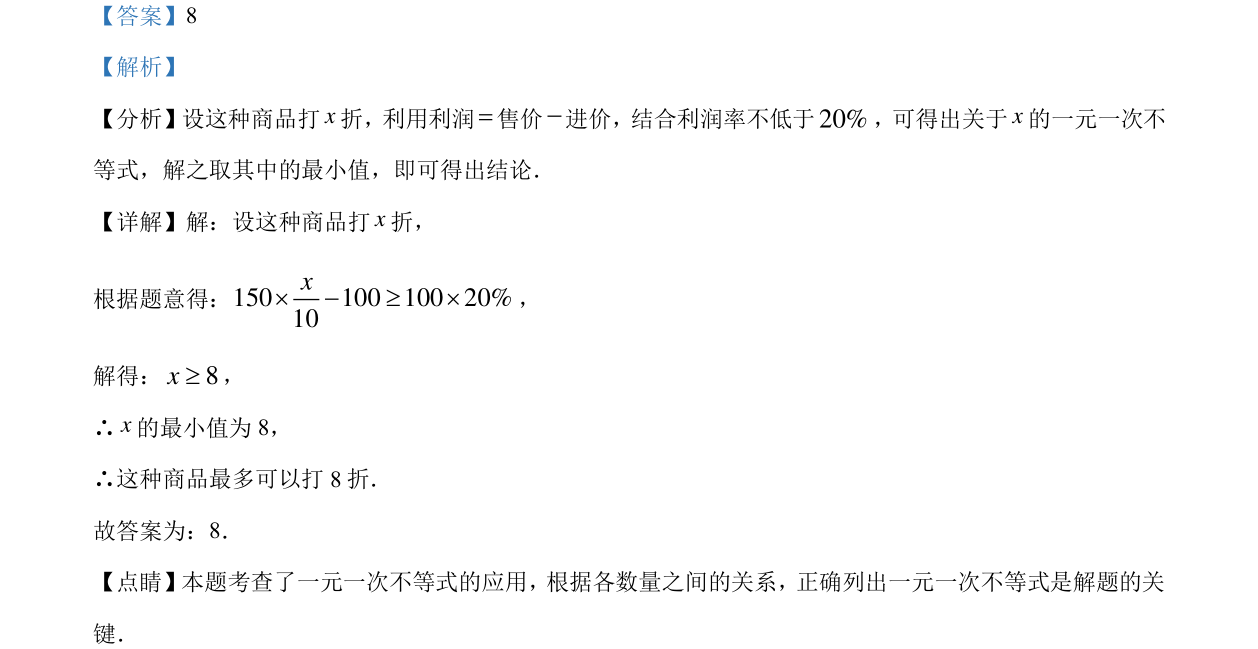 【答案】8
【解析】
【分析】设这种商品打 x 折，利用利润＝售价－进价，结合利润率不低于 20%，可得出关于 x 的一元一次不
等式，解之取其中的最小值，即可得出结论．
【详解】解：设这种商品打 x 折，
根据题意得：150×x/10−100≥100×20%，
解得：x≥8，
∴x 的最小值为 8，
∴这种商品最多可以打 8 折．
故答案为：8．
【点睛】本题考查了一元一次不等式的应用，根据各数量之间的关系，正确列出一元一次不等式是解题的关
键．